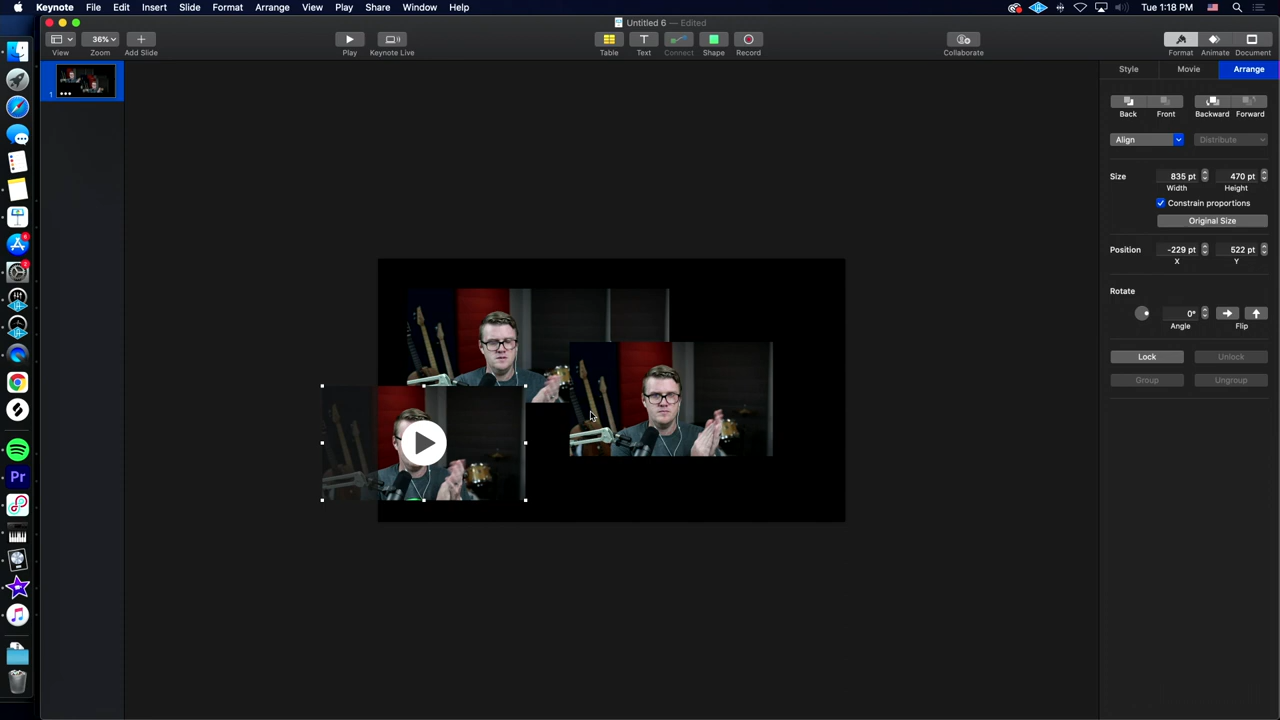 Keynote File Edit Insert Slide Format Arrange View Play Share Window Help
Tue 1:18 PM
Untitled 6 — Edited
36%
View Zoom Add Slide
Play Keynote Live
Table Text Connect Shape Record
Collaborate
Format Animate Document
1
Style Movie Arrange
Back Front Backward Forward
Align Distribute
Size 835 pt 470 pt
Width Height
Constrain proportions
Original Size
Position -229 pt 522 pt
X Y
Rotate
0°
Angle Flip
Lock Unlock
Group Ungroup
Pr